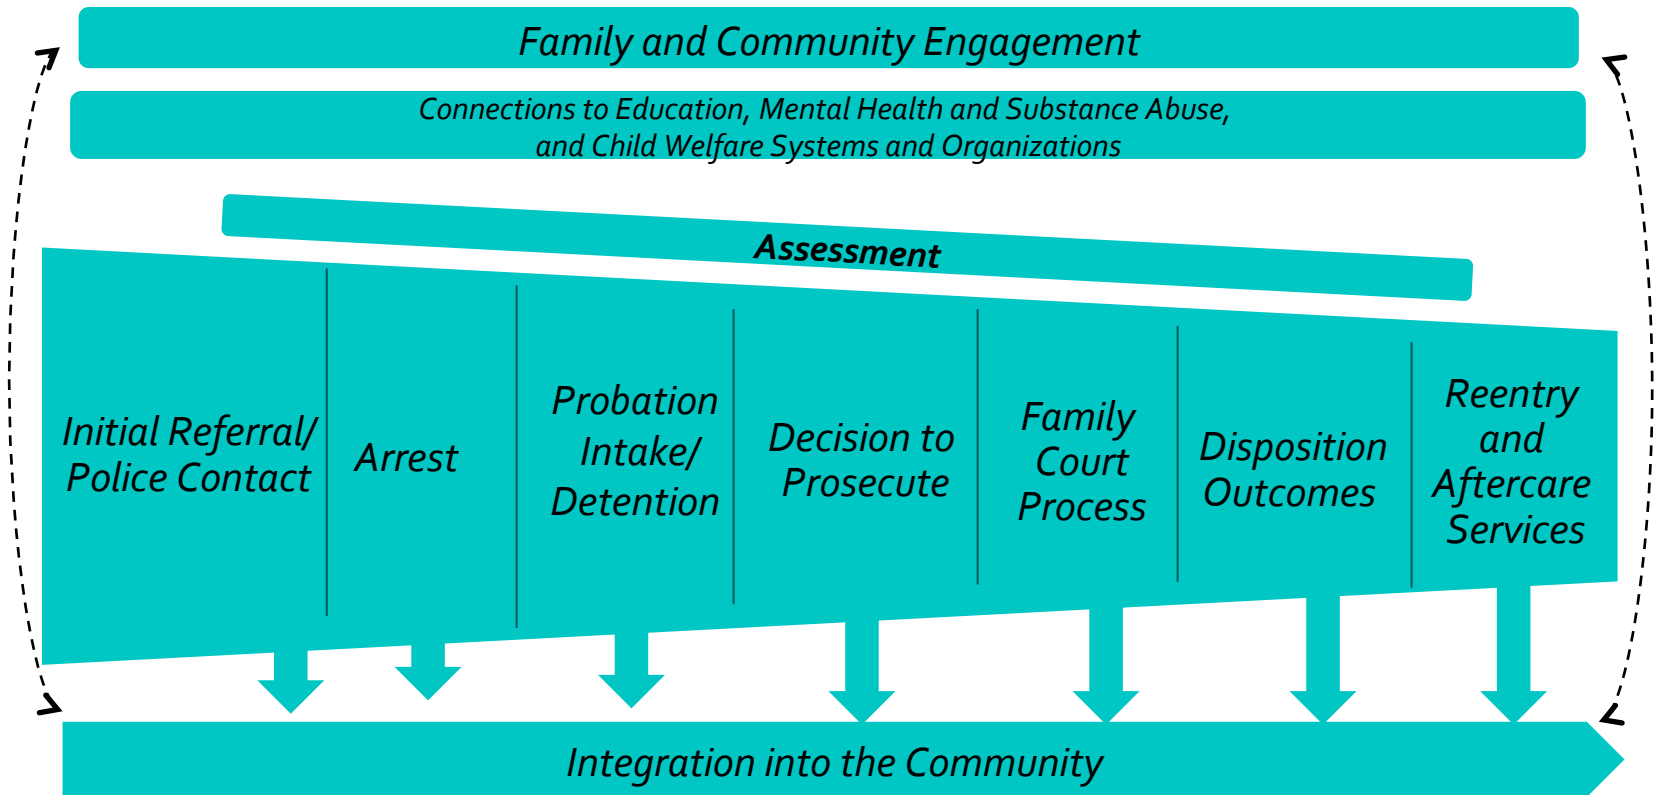 Family and Community Engagement
Connections to Education, Mental Health and Substance Abuse,
and Child Welfare Systems and Organizations
Assessment
Initial Referral/
Police Contact
Arrest
Probation
Intake/
Detention
Decision to
Prosecute
Family
Court
Process
Disposition
Outcomes
Reentry
and
Aftercare
Services
Integration into the Community